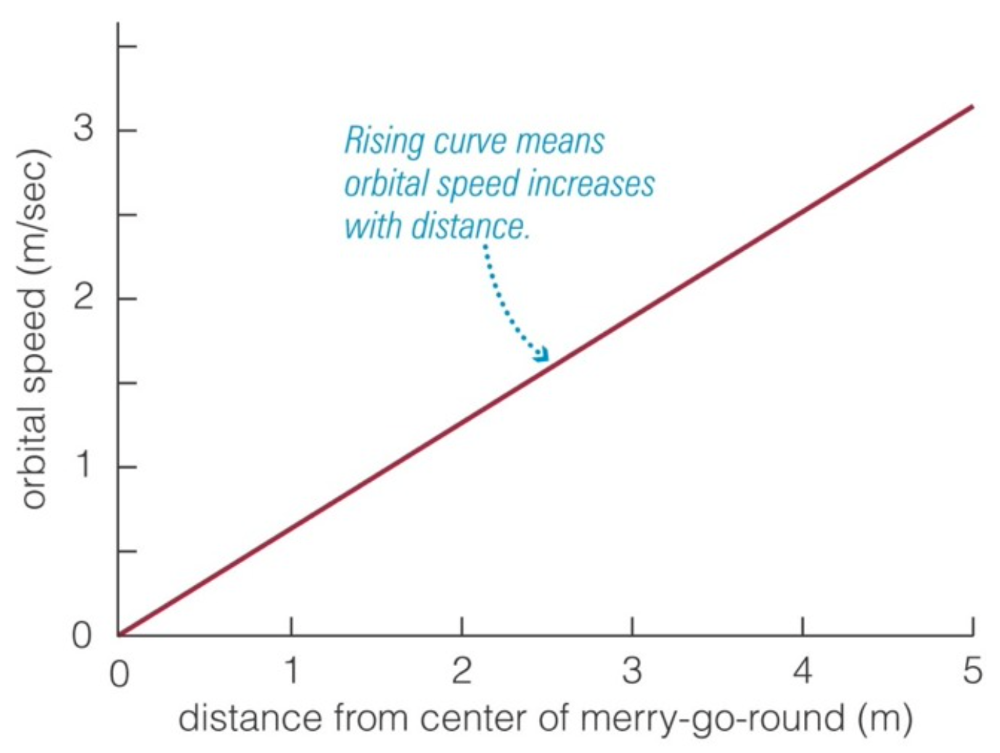 3
Rising curve means
orbital speed increases
with distance.
orbital speed (m/sec)
2
1
0
0 1 2 3 4 5
distance from center of merry-go-round (m)